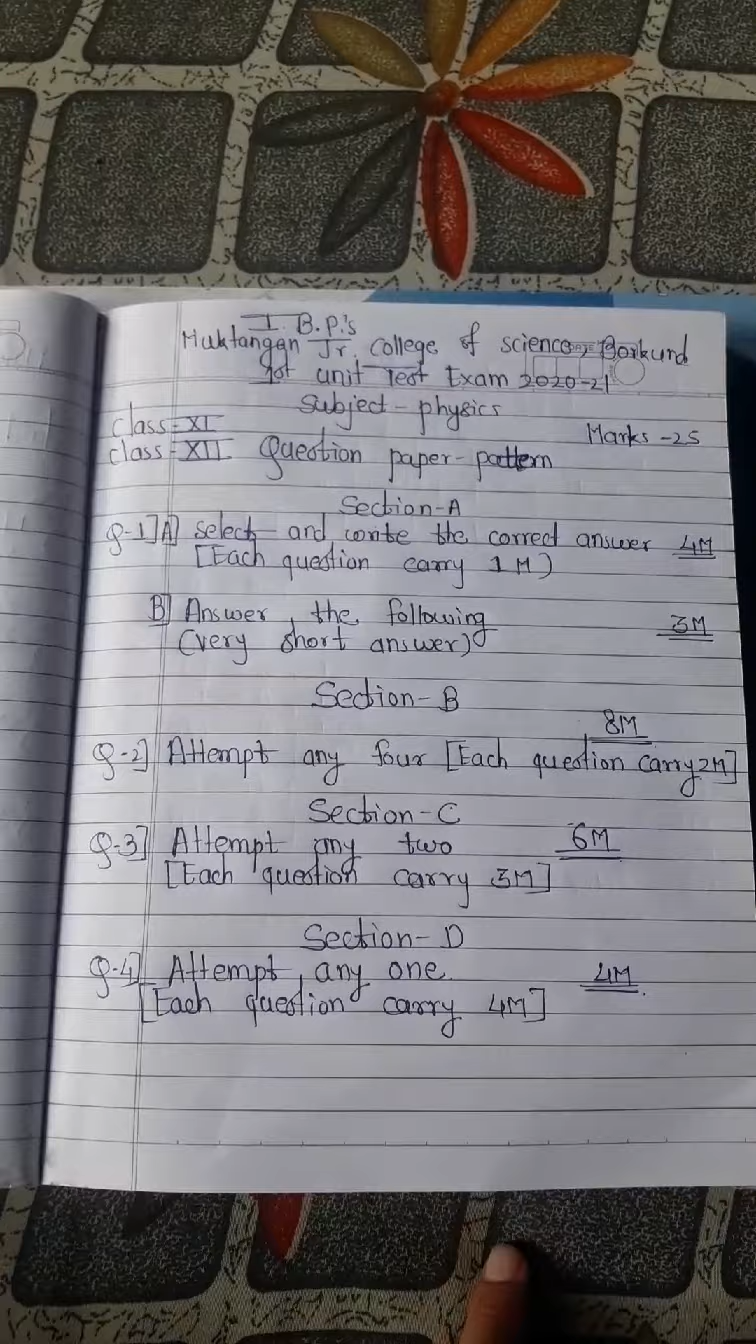 I. B.P.'s
Muktangan Jr. college of science, Borkund
1st unit Test Exam 2020-21
Subject - physics
class - XI
Marks - 25
class - XII Question paper - pattern
Section-A
Q-1] A] select and write the correct answer 4M
[Each question carry 1M)
B] Answer the following 3M
(very short answer)
Section-B
8M
Q-2] Attempt any four [Each question carry 2M]
Section-C
Q-3] Attempt any two 6M
[Each question carry 3M]
Section-D
Q-4] Attempt any one. 4M
[Each question carry 4M]